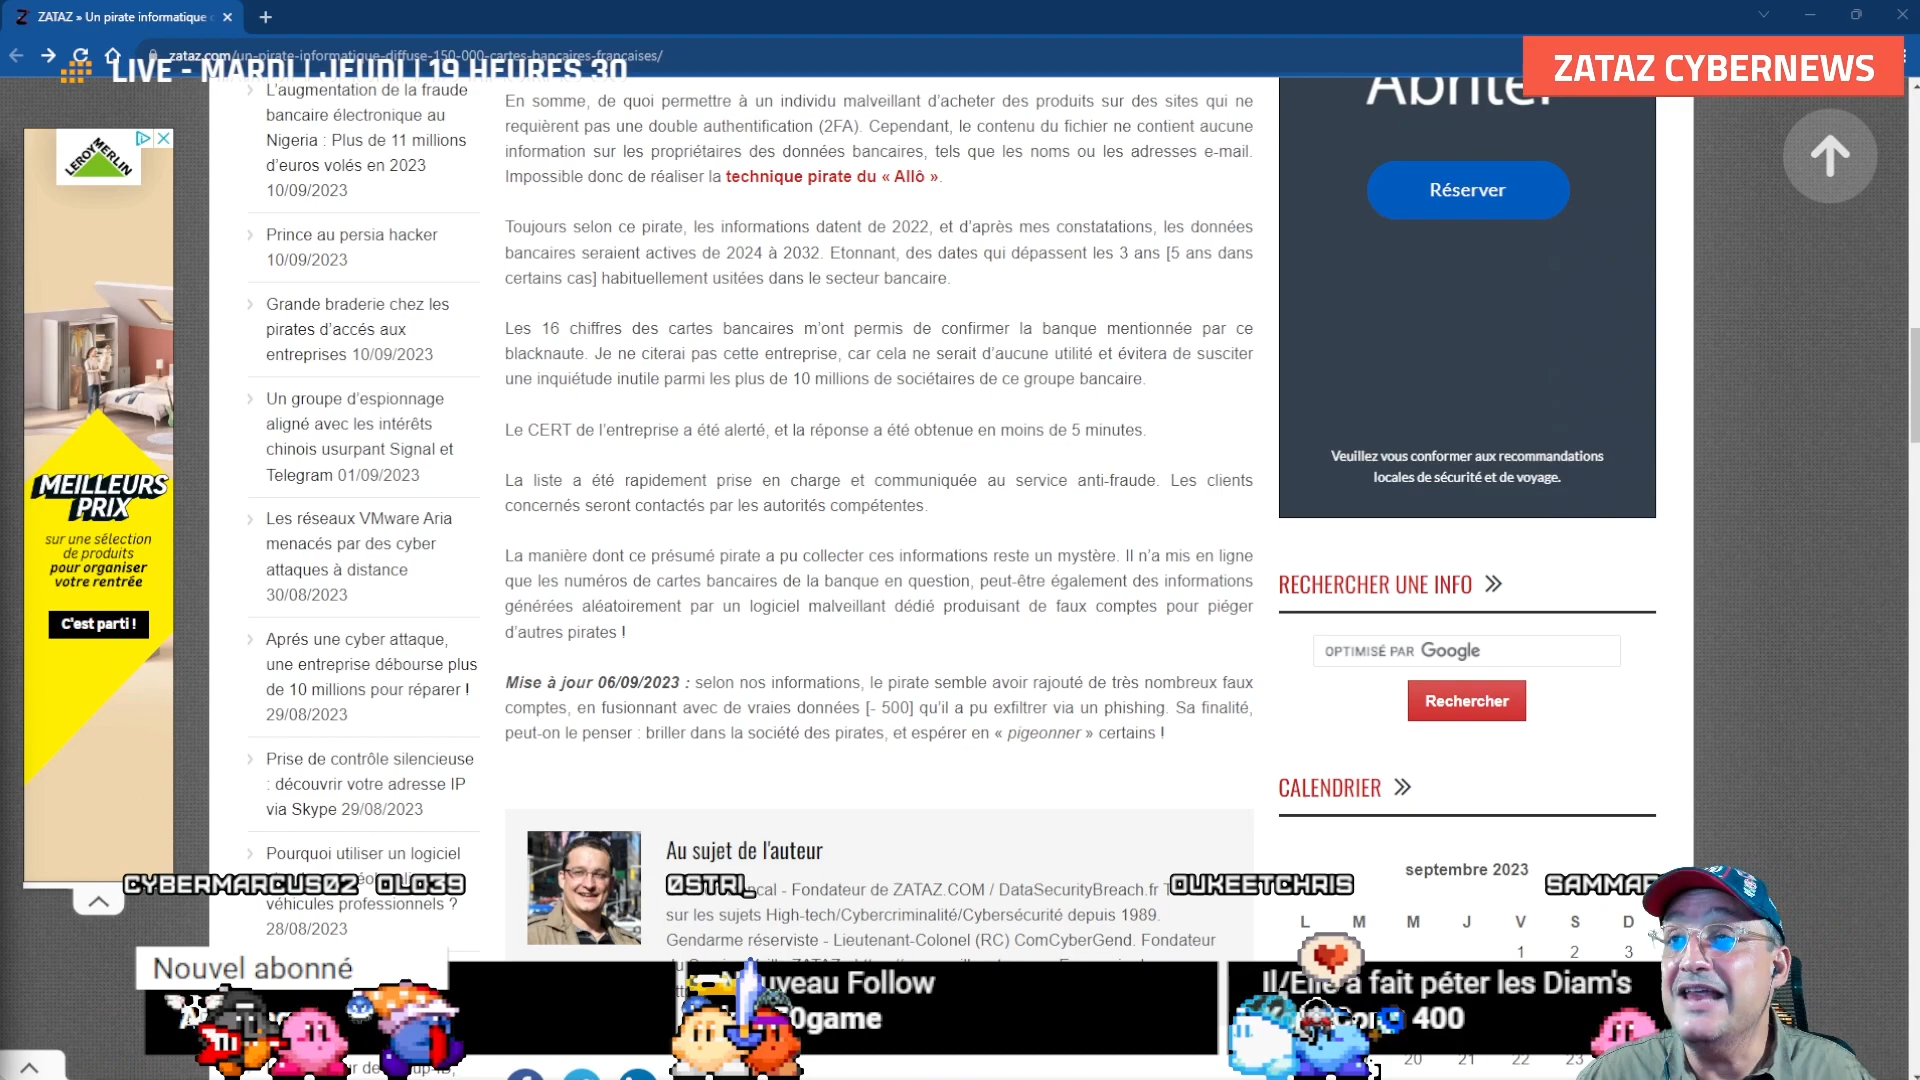 ZATAZ » Un pirate informatique
zataz.com/un-pirate-informatique-diffuse-150-000-cartes-bancaires-francaises/
LIVE - MARDI | JEUDI | 19 HEURES 30
ZATAZ CYBERNEWS
LEROY MERLIN
MEILLEURS
PRIX
sur une sélection
de produits
pour organiser
votre rentrée
C'est parti !
L’augmentation de la fraude
bancaire électronique au
Nigeria : Plus de 11 millions
d’euros volés en 2023
10/09/2023
Prince au persia hacker
10/09/2023
Grande braderie chez les
pirates d’accés aux
entreprises 10/09/2023
Un groupe d’espionnage
aligné avec les intérêts
chinois usurpant Signal et
Telegram 01/09/2023
Les réseaux VMware Aria
menacés par des cyber
attaques à distance
30/08/2023
Aprés une cyber attaque,
une entreprise débourse plus
de 10 millions pour réparer !
29/08/2023
Prise de contrôle silencieuse
: découvrir votre adresse IP
via Skype 29/08/2023
Pourquoi utiliser un logiciel
véhicules professionnels ?
28/08/2023
En somme, de quoi permettre à un individu malveillant d’acheter des produits sur des sites qui ne
requièrent pas une double authentification (2FA). Cependant, le contenu du fichier ne contient aucune
information sur les propriétaires des données bancaires, tels que les noms ou les adresses e-mail.
Impossible donc de réaliser la technique pirate du « Allô ».
Toujours selon ce pirate, les informations datent de 2022, et d’après mes constatations, les données
bancaires seraient actives de 2024 à 2032. Etonnant, des dates qui dépassent les 3 ans [5 ans dans
certains cas] habituellement usitées dans le secteur bancaire.
Les 16 chiffres des cartes bancaires m’ont permis de confirmer la banque mentionnée par ce
blacknaute. Je ne citerai pas cette entreprise, car cela ne serait d’aucune utilité et évitera de susciter
une inquiétude inutile parmi les plus de 10 millions de sociétaires de ce groupe bancaire.
Le CERT de l’entreprise a été alerté, et la réponse a été obtenue en moins de 5 minutes.
La liste a été rapidement prise en charge et communiquée au service anti-fraude. Les clients
concernés seront contactés par les autorités compétentes.
La manière dont ce présumé pirate a pu collecter ces informations reste un mystère. Il n’a mis en ligne
que les numéros de cartes bancaires de la banque en question, peut-être également des informations
générées aléatoirement par un logiciel malveillant dédié produisant de faux comptes pour piéger
d’autres pirates !
Mise à jour 06/09/2023 : selon nos informations, le pirate semble avoir rajouté de très nombreux faux
comptes, en fusionnant avec de vraies données [- 500] qu’il a pu exfiltrer via un phishing. Sa finalité,
peut-on le penser : briller dans la société des pirates, et espérer en « pigeonner » certains !
Au sujet de l'auteur
- Fondateur de ZATAZ.COM / DataSecurityBreach.fr
sur les sujets High-tech/Cybercriminalité/Cybersécurité depuis 1989.
Gendarme réserviste - Lieutenant-Colonel (RC) ComCyberGend. Fondateur
Réserver
Veuillez vous conformer aux recommandations
locales de sécurité et de voyage.
RECHERCHER UNE INFO
OPTIMISÉ PAR Google
Rechercher
CALENDRIER
septembre 2023
L M M J V S D
1 2 3
20 21 22 23
CYBERMARCUS02 OLO39
0STRI_
OUKEETCHRIS
Nouvel abonné
Follow
game
a fait péter les Diam's
400